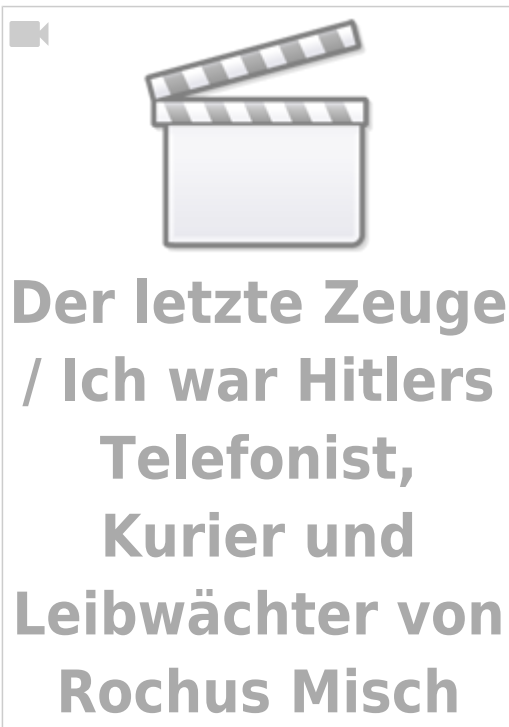 Der letzte Zeuge
/ Ich war Hitlers
Telefonist,
Kurier und
Leibwächter von
Rochus Misch